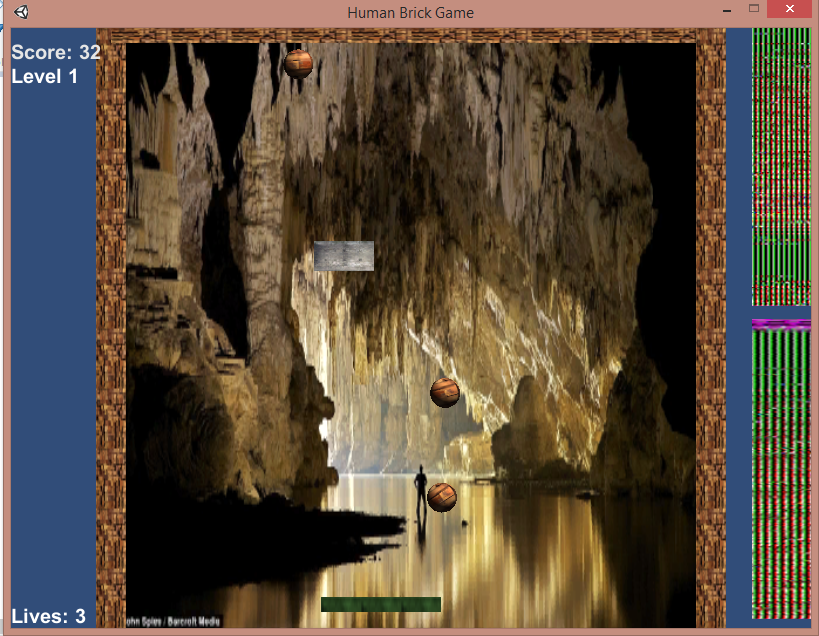 Human Brick Game
Score: 32
Level 1
Lives: 3
ohn Spies / Barcroft Media